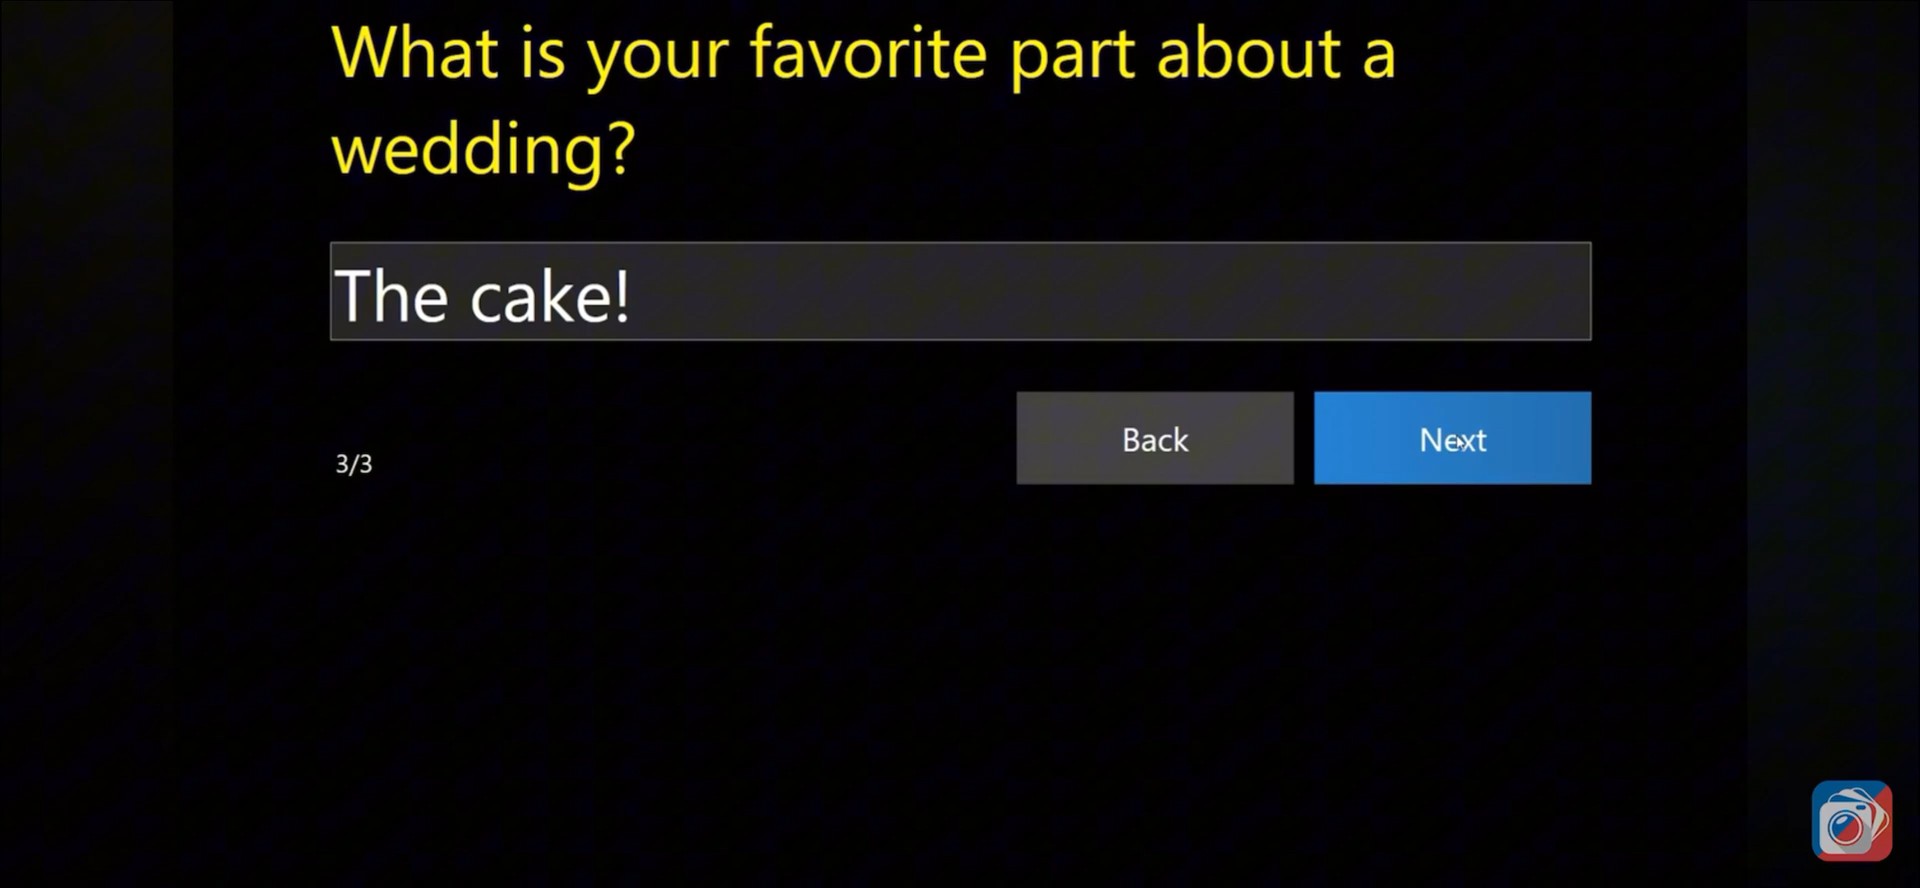 What is your favorite part about a
wedding?
The cake!
Back
Next
3/3